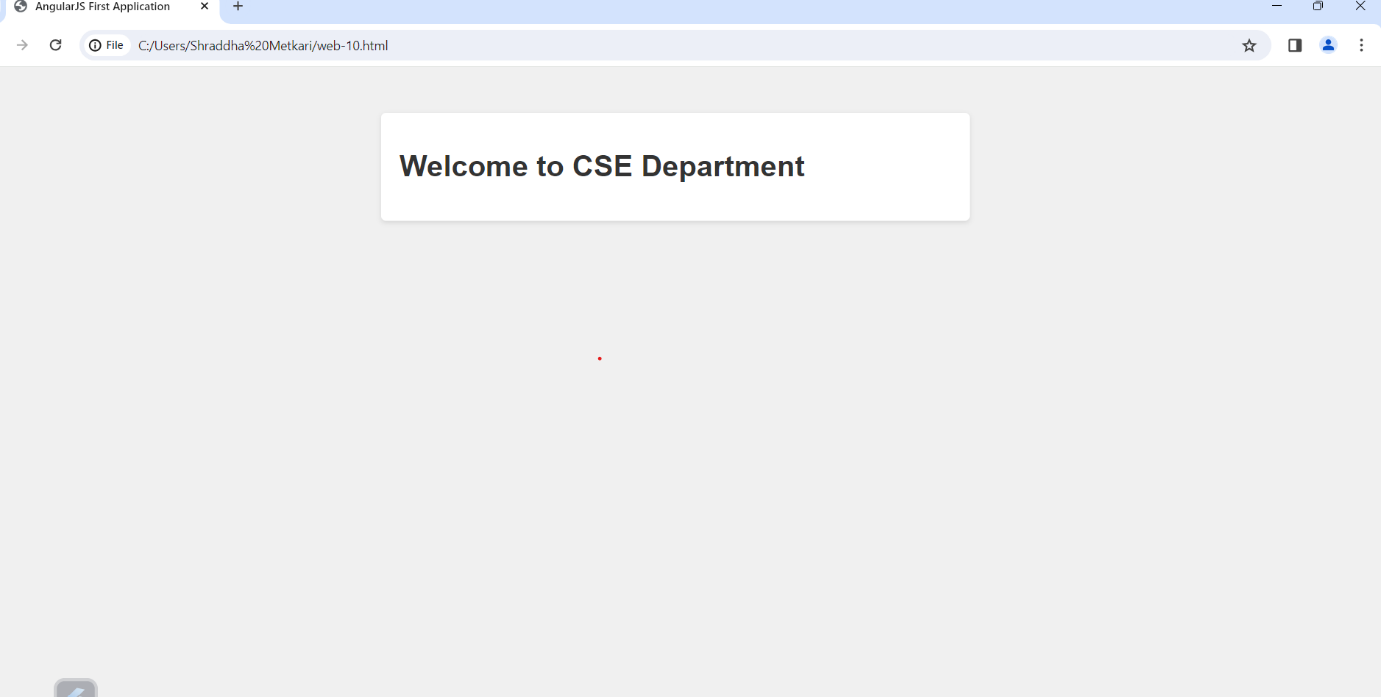 AngularJS First Application
File C:/Users/Shraddha%20Metkari/web-10.html
Welcome to CSE Department